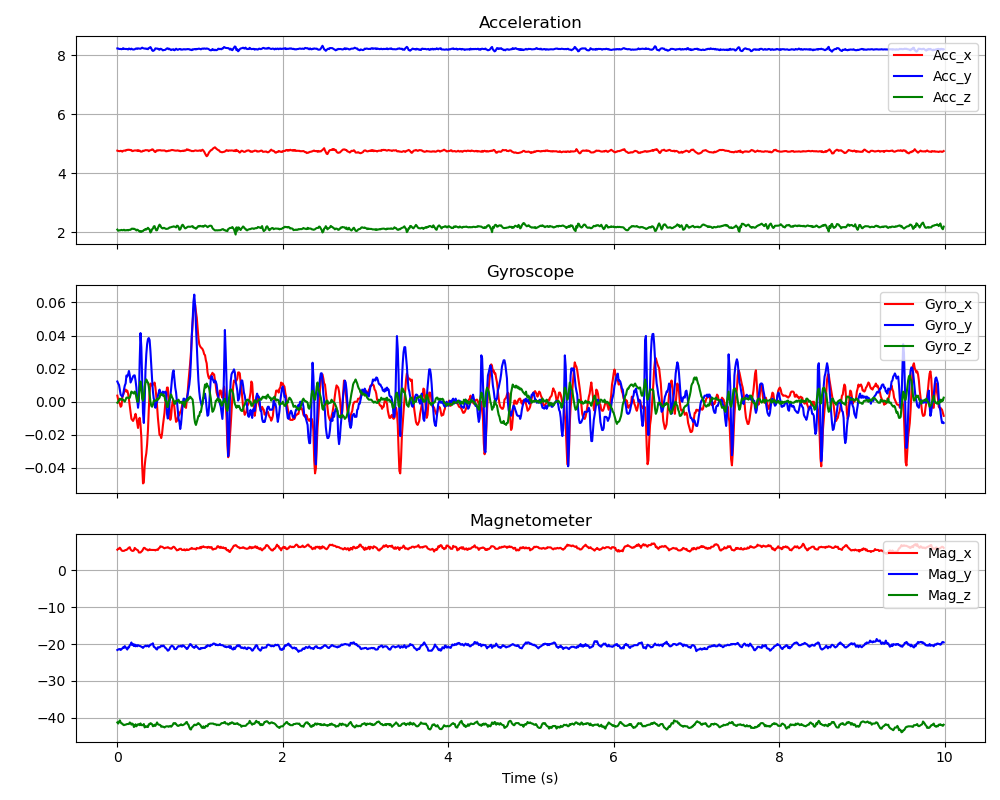 Acceleration
8
6
4
2
Acc_x
Acc_y
Acc_z
Gyroscope
0.06
0.04
0.02
0.00
−0.02
−0.04
Gyro_x
Gyro_y
Gyro_z
Magnetometer
0
−10
−20
−30
−40
Mag_x
Mag_y
Mag_z
0 2 4 6 8 10
Time (s)